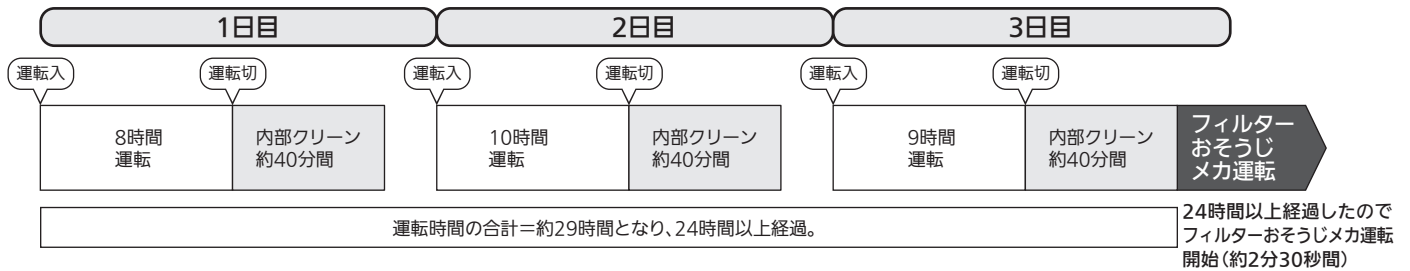 1日目
2日目
3日目
運転入
運転切
運転入
運転切
運転入
運転切
8時間
運転
内部クリーン
約40分間
10時間
運転
内部クリーン
約40分間
9時間
運転
内部クリーン
約40分間
フィルター
おそうじ
メカ運転
運転時間の合計＝約29時間となり、24時間以上経過。
24時間以上経過したので
フィルターおそうじメカ運転
開始（約2分30秒間）